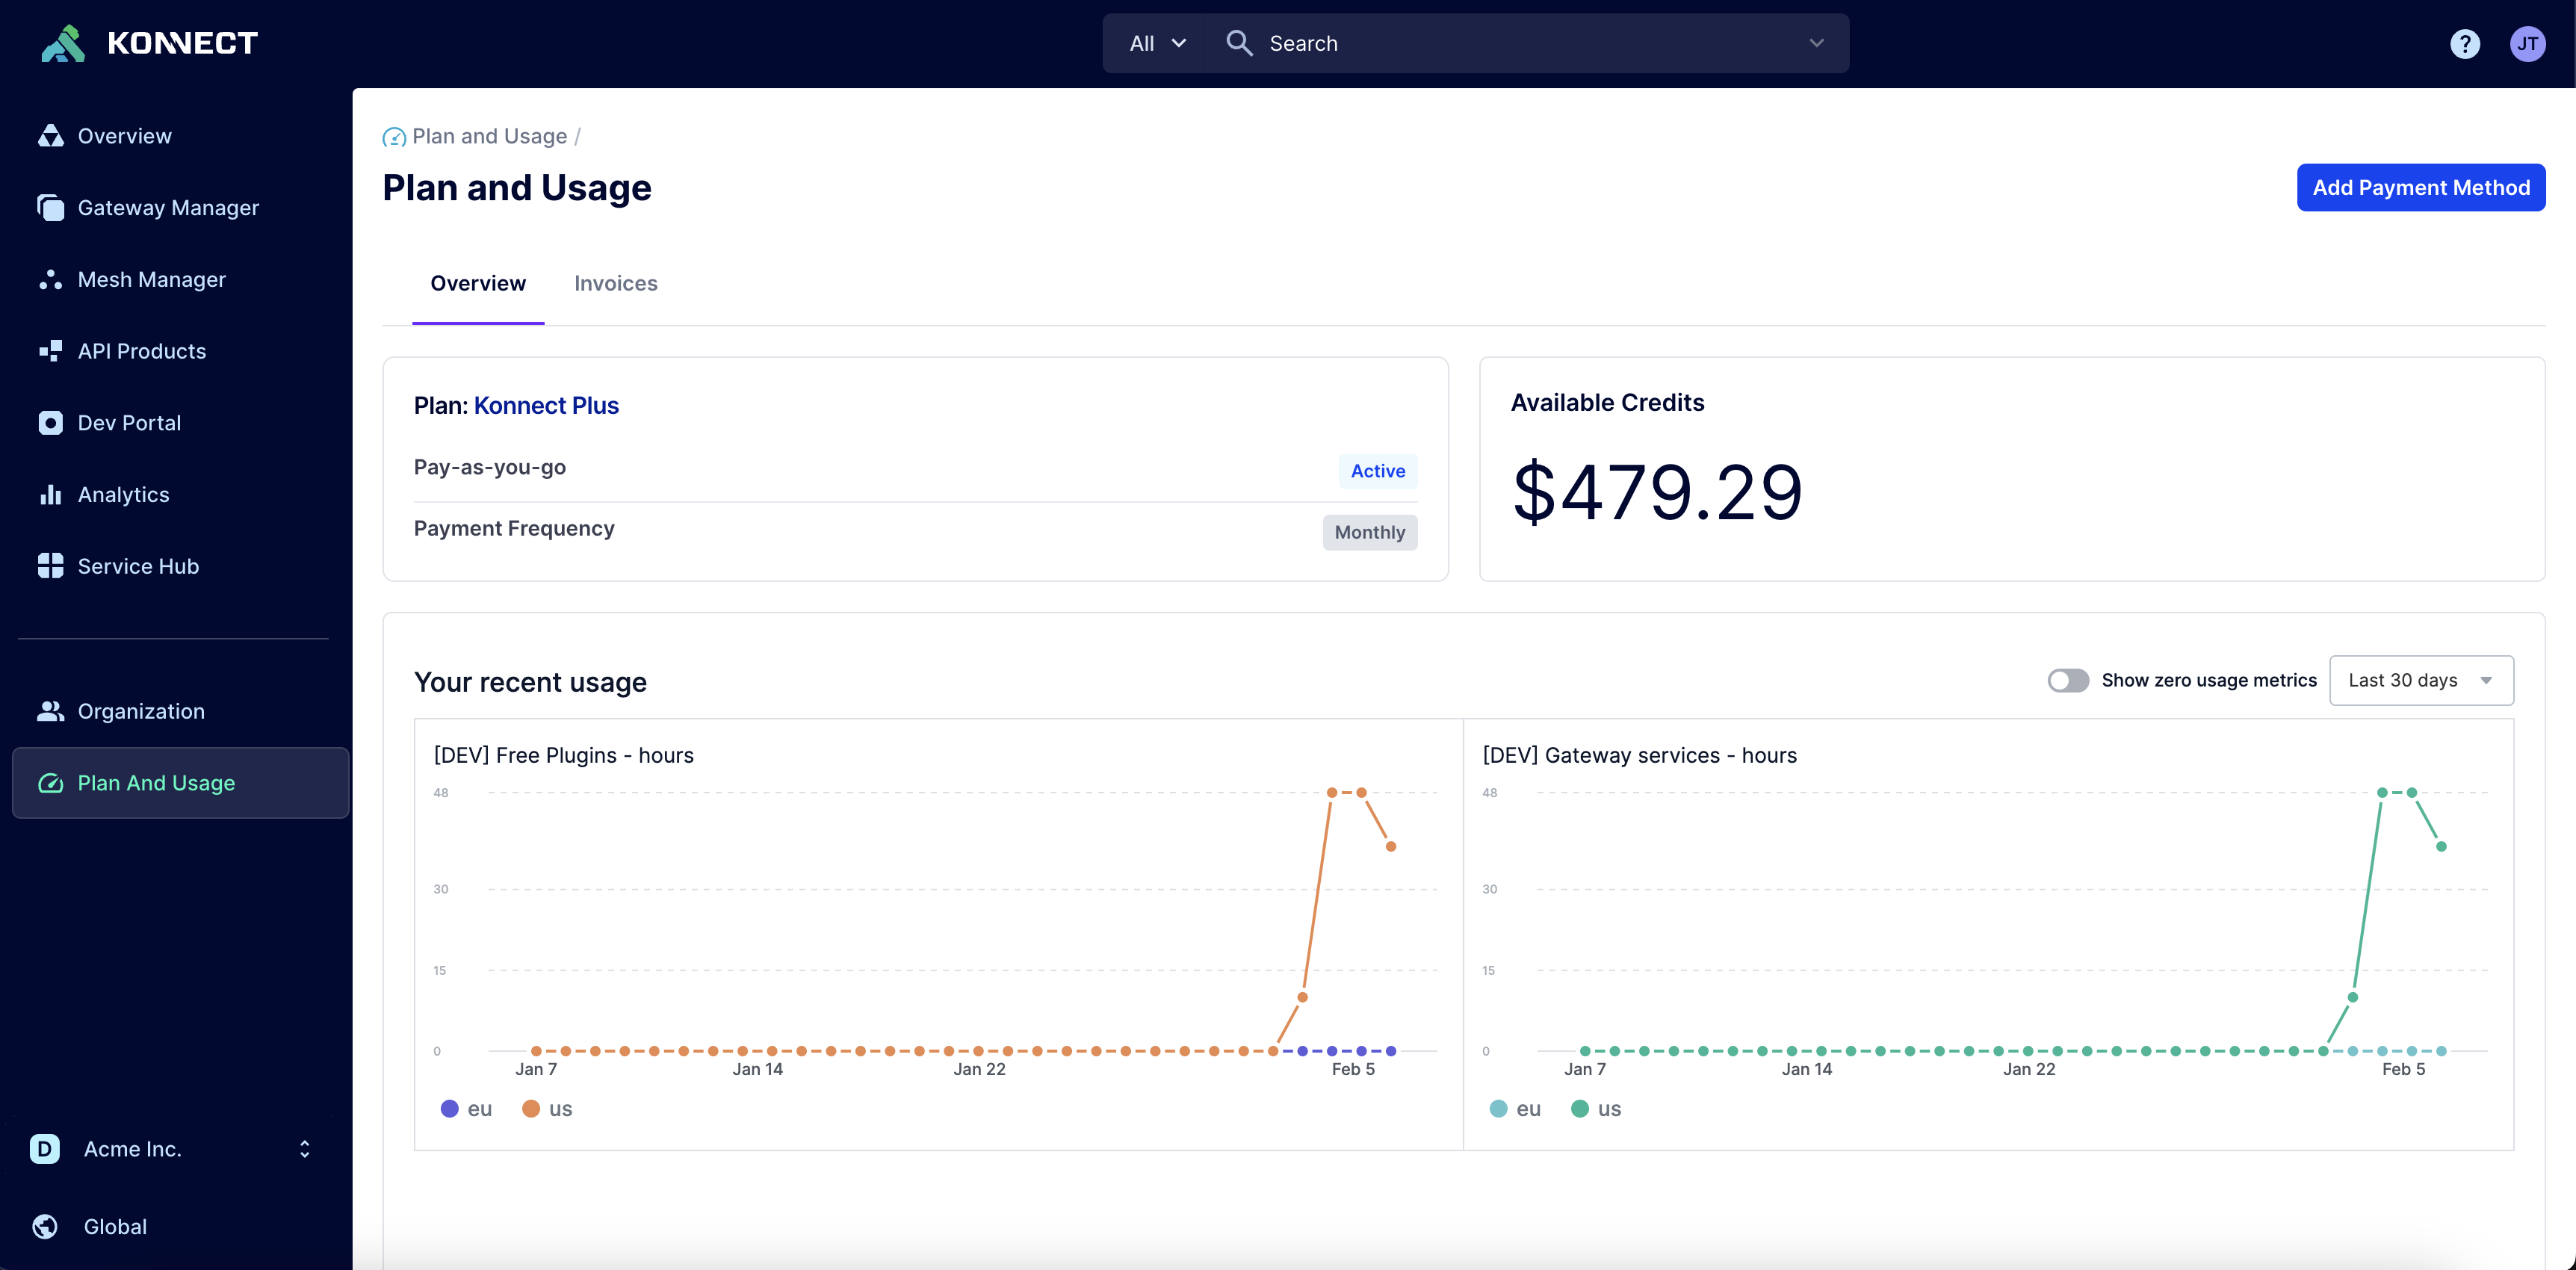 KONNECT
All
Search
?
JT
Overview
Gateway Manager
Mesh Manager
API Products
Dev Portal
Analytics
Service Hub
Organization
Plan And Usage
D
Acme Inc.
Global
Plan and Usage /
Plan and Usage
Add Payment Method
Overview
Invoices
Plan: Konnect Plus
Pay-as-you-go
Active
Payment Frequency
Monthly
Available Credits
$479.29
Your recent usage
Show zero usage metrics
Last 30 days
[DEV] Free Plugins - hours
48
30
15
0
Jan 7
Jan 14
Jan 22
Feb 5
eu
us
[DEV] Gateway services - hours
48
30
15
0
Jan 7
Jan 14
Jan 22
Feb 5
eu
us